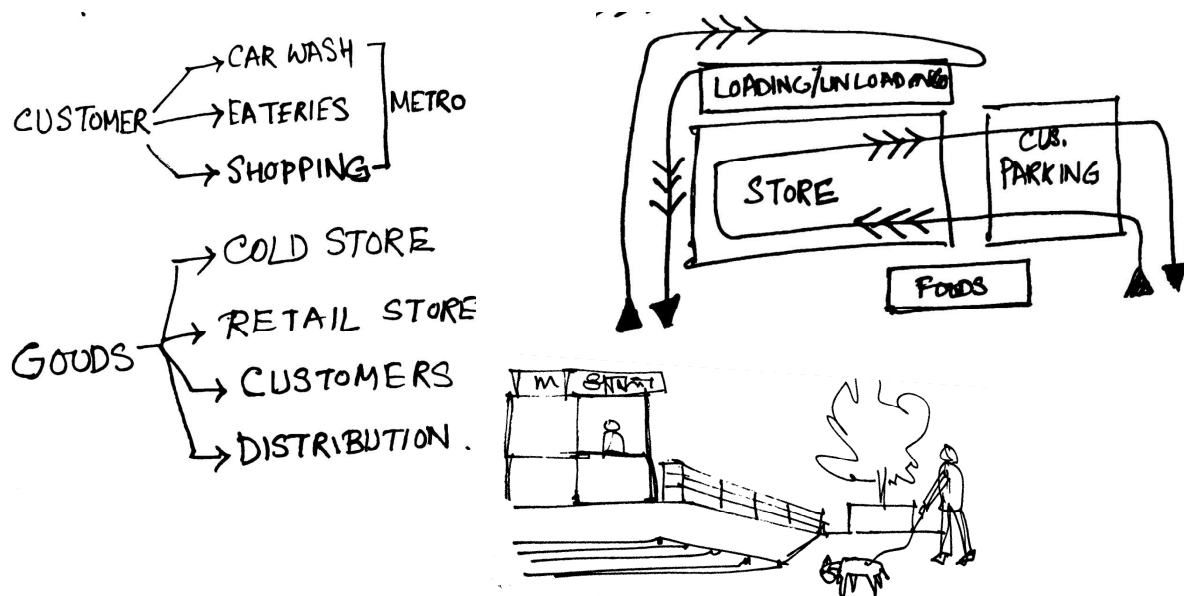 CUSTOMER
CAR WASH
EATERIES
SHOPPING
METRO
GOODS
COLD STORE
RETAIL STORE
CUSTOMERS
DISTRIBUTION.
LOADING/UNLOADING
STORE
CUS.
PARKING
FOODS
M